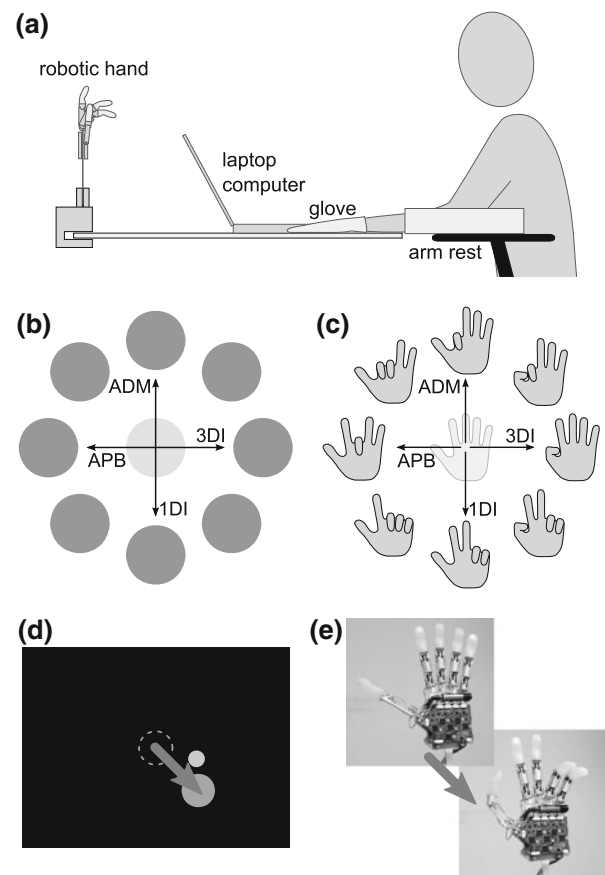 (a)
robotic hand
laptop
computer
glove
arm rest
(b)
ADM
3DI
APB
1DI
(c)
ADM
3DI
APB
1DI
(d)
(e)